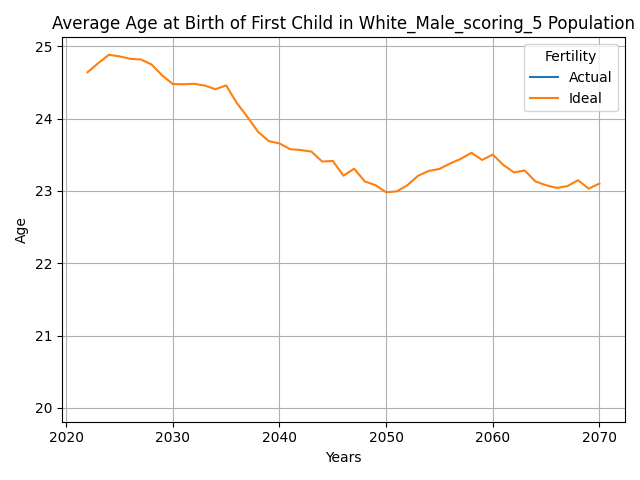 Average Age at Birth of First Child in White_Male_scoring_5 Population
Fertility
Actual
Ideal
Age
25
24
23
22
21
20
2020 2030 2040 2050 2060 2070
Years